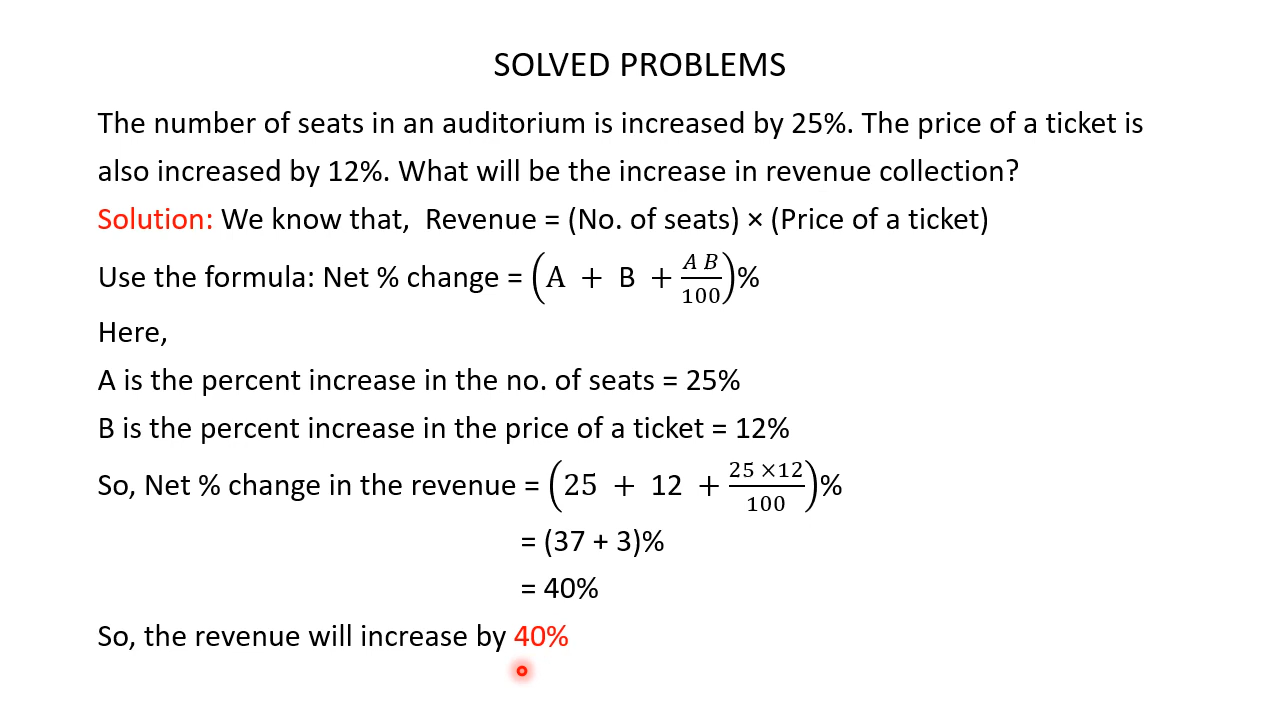 SOLVED PROBLEMS
The number of seats in an auditorium is increased by 25%. The price of a ticket is
also increased by 12%. What will be the increase in revenue collection?
Solution: We know that,  Revenue = (No. of seats) × (Price of a ticket)
Use the formula: Net % change = (A + B + A B/100)%
Here,
A is the percent increase in the no. of seats = 25%
B is the percent increase in the price of a ticket = 12%
So, Net % change in the revenue = (25 + 12 + 25 ×12/100)%
= (37 + 3)%
= 40%
So, the revenue will increase by 40%